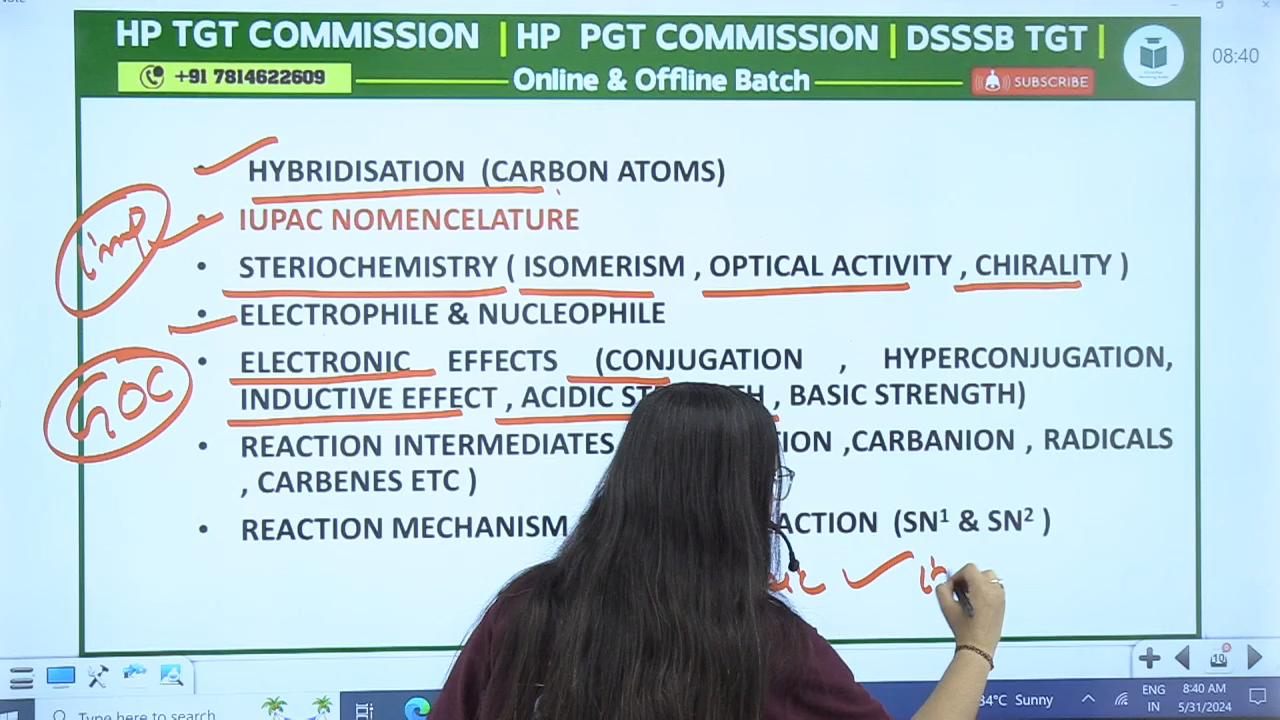 HP TGT COMMISSION | HP PGT COMMISSION | DSSSB TGT |
+91 7814622609 Online & Offline Batch SUBSCRIBE
08:40
HYBRIDISATION (CARBON ATOMS)
imp
• IUPAC NOMENCELATURE
• STERIOCHEMISTRY ( ISOMERISM , OPTICAL ACTIVITY , CHIRALITY )
• ELECTROPHILE & NUCLEOPHILE
GOC
• ELECTRONIC EFFECTS (CONJUGATION , HYPERCONJUGATION,
INDUCTIVE EFFECT , ACIDIC ST H , BASIC STRENGTH)
• REACTION INTERMEDIATES TION ,CARBANION , RADICALS
, CARBENES ETC )
• REACTION MECHANISM ACTION (SN¹ & SN² )
10
Type here to search
34°C Sunny
ENG
IN
8:40 AM
5/31/2024